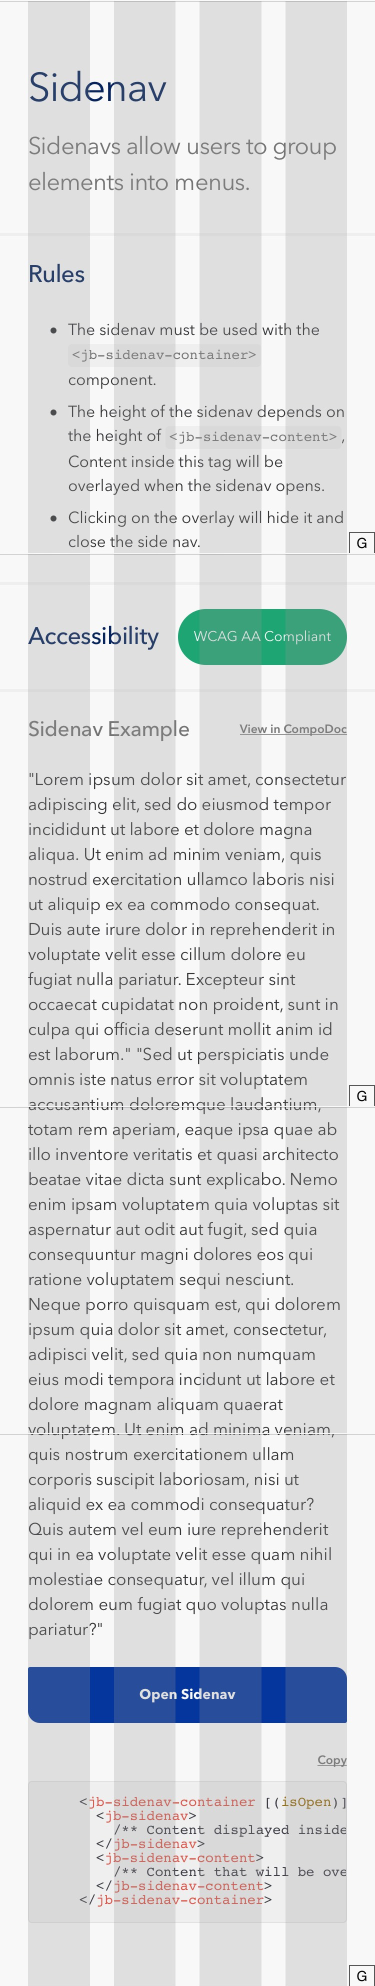 Sidenav
Sidenavs allow users to group
elements into menus.
Rules
The sidenav must be used with the
<jb-sidenav-container>
component.
The height of the sidenav depends on
the height of <jb-sidenav-content>,
Content inside this tag will be
overlayed when the sidenav opens.
Clicking on the overlay will hide it and
close the side nav.
G
Accessibility
WCAG AA Compliant
Sidenav Example
View in CompoDoc
"Lorem ipsum dolor sit amet, consectetur
adipiscing elit, sed do eiusmod tempor
incididunt ut labore et dolore magna
aliqua. Ut enim ad minim veniam, quis
nostrud exercitation ullamco laboris nisi
ut aliquip ex ea commodo consequat.
Duis aute irure dolor in reprehenderit in
voluptate velit esse cillum dolore eu
fugiat nulla pariatur. Excepteur sint
occaecat cupidatat non proident, sunt in
culpa qui officia deserunt mollit anim id
est laborum." "Sed ut perspiciatis unde
omnis iste natus error sit voluptatem
G
accusantium doloremque laudantium,
totam rem aperiam, eaque ipsa quae ab
illo inventore veritatis et quasi architecto
beatae vitae dicta sunt explicabo. Nemo
enim ipsam voluptatem quia voluptas sit
aspernatur aut odit aut fugit, sed quia
consequuntur magni dolores eos qui
ratione voluptatem sequi nesciunt.
Neque porro quisquam est, qui dolorem
ipsum quia dolor sit amet, consectetur,
adipisci velit, sed quia non numquam
eius modi tempora incidunt ut labore et
dolore magnam aliquam quaerat
voluptatem. Ut enim ad minima veniam,
quis nostrum exercitationem ullam
corporis suscipit laboriosam, nisi ut
aliquid ex ea commodi consequatur?
Quis autem vel eum iure reprehenderit
qui in ea voluptate velit esse quam nihil
molestiae consequatur, vel illum qui
dolorem eum fugiat quo voluptas nulla
pariatur?"
Open Sidenav
Copy
<jb-sidenav-container [(isOpen)]
<jb-sidenav>
/** Content displayed inside
</jb-sidenav>
<jb-sidenav-content>
/** Content that will be ove
</jb-sidenav-content>
</jb-sidenav-container>
G